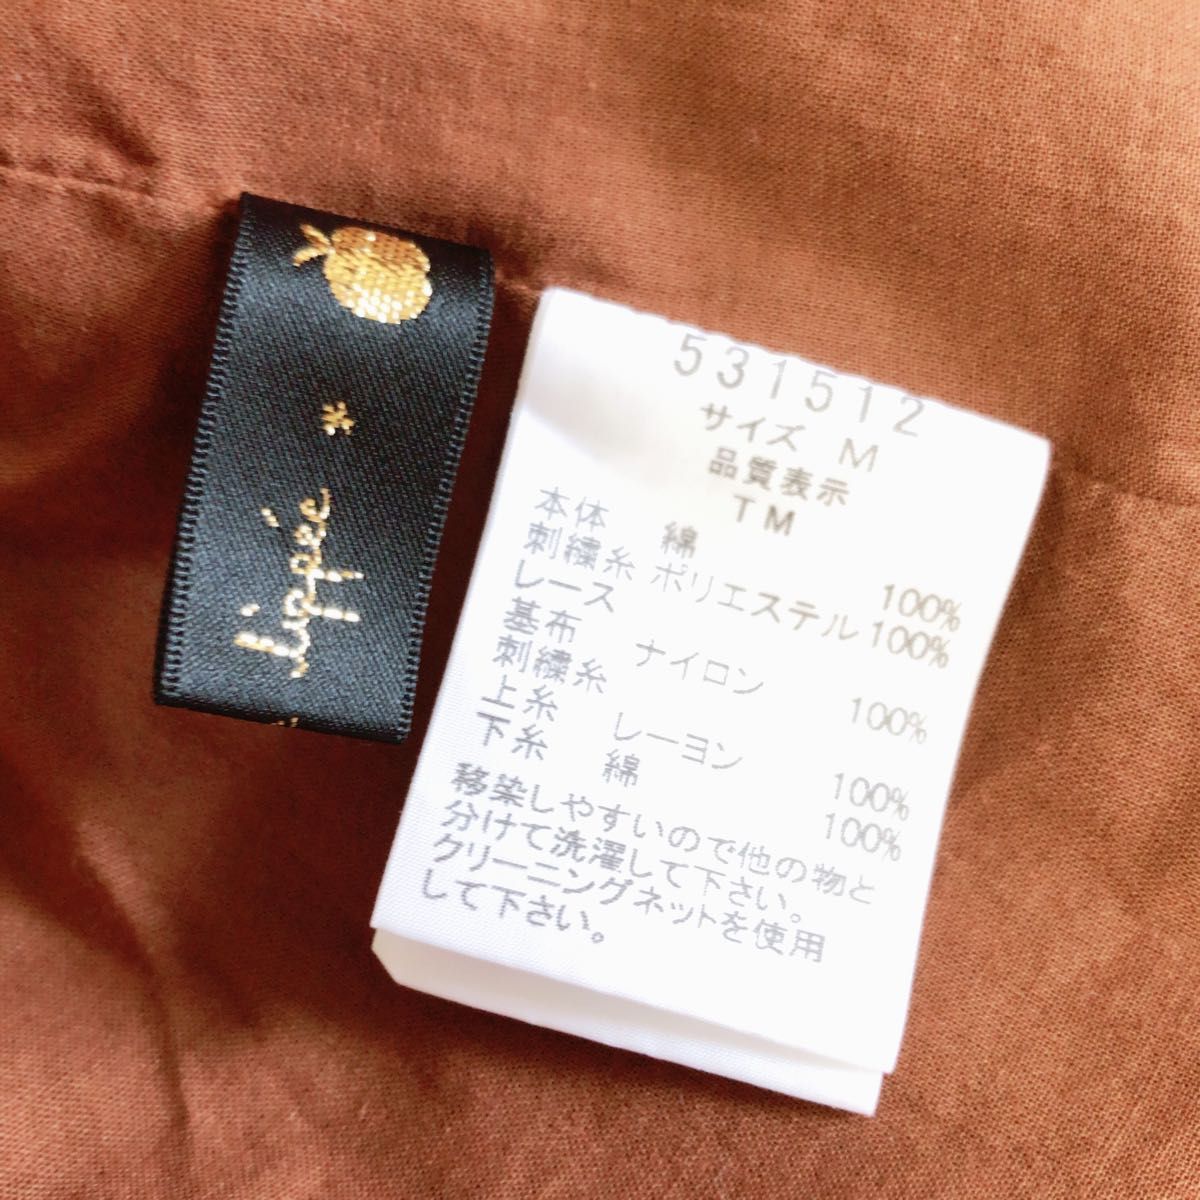 Lippée *
531512
サイズ M
品質表示
TM
本体 綿 100%
刺繍糸 ポリエステル 100%
レース
基布 ナイロン 100%
刺繍糸
上糸 レーヨン 100%
下糸 綿 100%
移染しやすいので他の物と
分けて洗濯して下さい。
クリーニングネットを使用
して下さい。